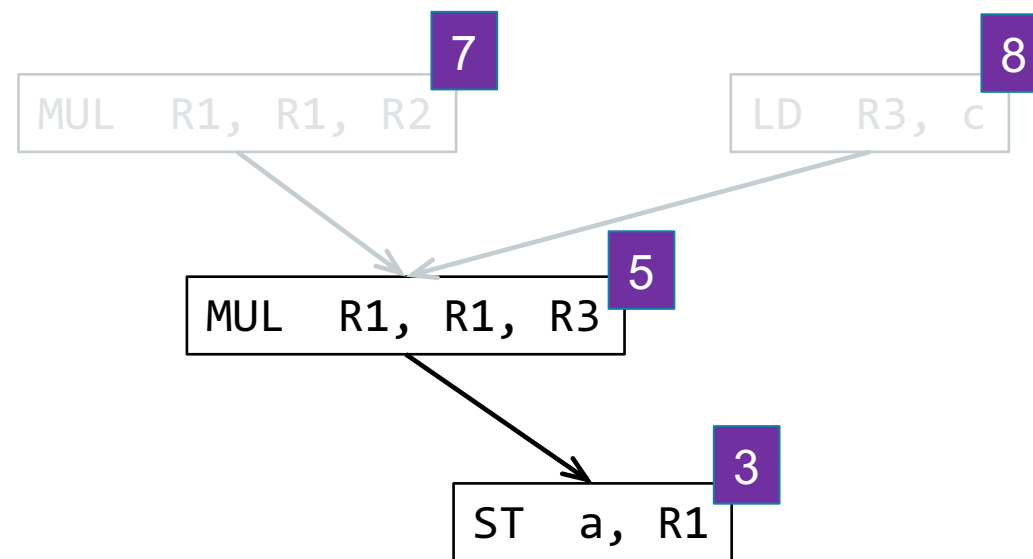 7
8
MUL R1, R1, R2
LD R3, c
5
MUL R1, R1, R3
3
ST a, R1